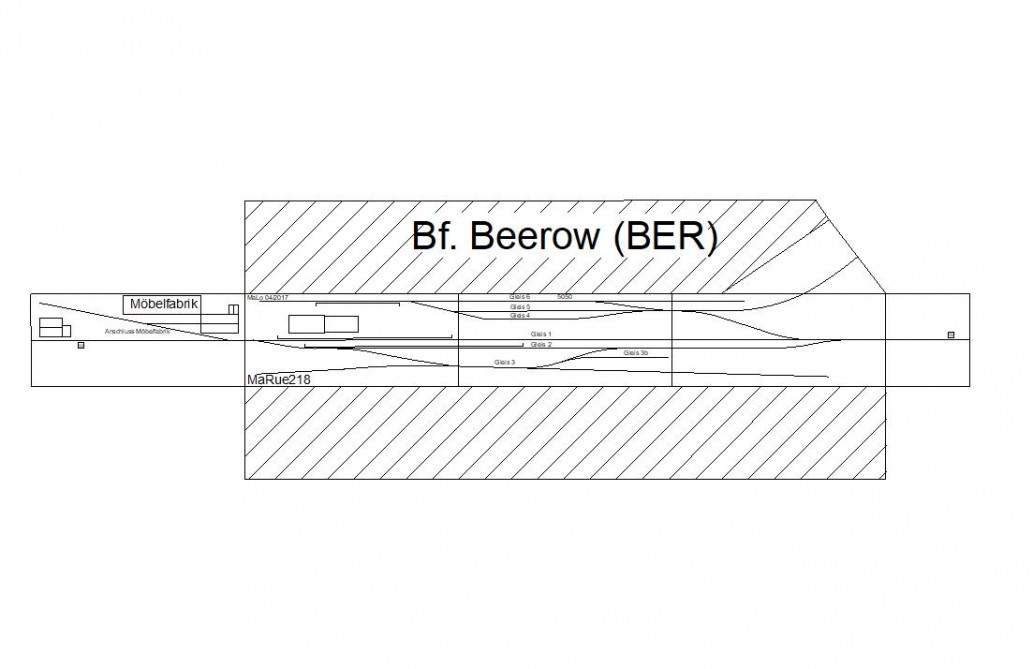 Bf. Beerow (BER)
Möbelfabrik
MaLo 04/2017
Gleis 6 5050
Gleis 5
Gleis 4
Anschluss Möbelfabrik
Gleis 1
Gleis 2
Gleis 3b
Gleis 3
MaRue218